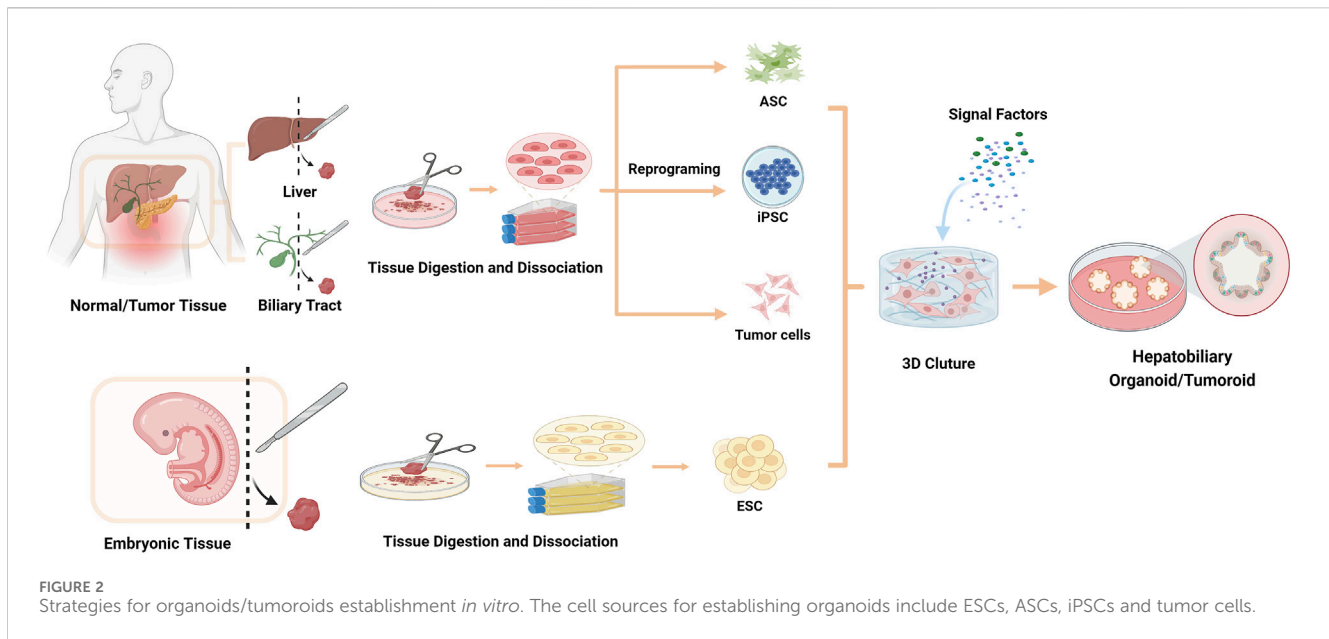 ASC
Signal Factors
Liver
Reprograming
iPSC
Tissue Digestion and Dissociation
Normal/Tumor Tissue
Biliary Tract
Tumor cells
3D Cluture
Hepatobiliary
Organoid/Tumoroid
ESC
Embryonic Tissue
Tissue Digestion and Dissociation
FIGURE 2
Strategies for organoids/tumoroids establishment in vitro. The cell sources for establishing organoids include ESCs, ASCs, iPSCs and tumor cells.